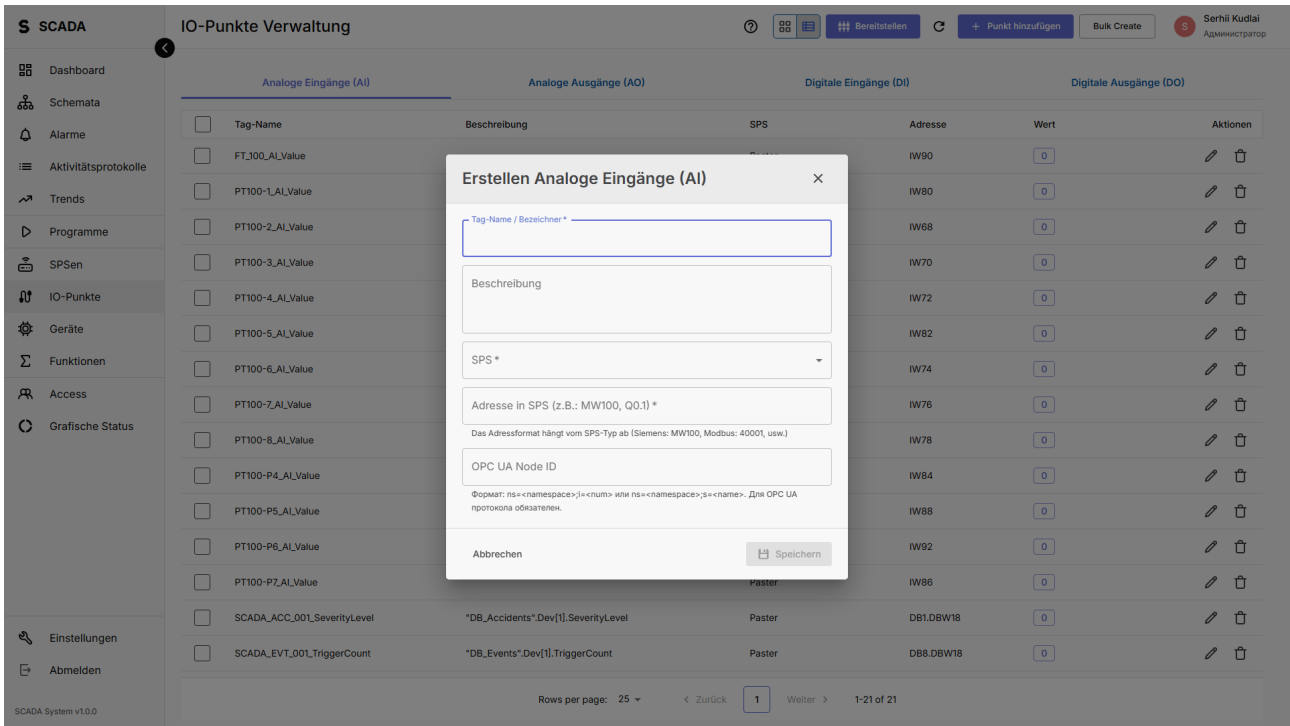 S SCADA
IO-Punkte Verwaltung
Bereitstellen
Punkt hinzufügen
Bulk Create
S
Serhii Kudlai
Администратор
Dashboard
Schemata
Alarme
Aktivitätsprotokolle
Trends
Programme
SPSen
IO-Punkte
Geräte
Funktionen
Access
Grafische Status
Einstellungen
Abmelden
SCADA System v1.0.0
Analoge Eingänge (AI) Analoge Ausgänge (AO) Digitale Eingänge (DI) Digitale Ausgänge (DO)
Tag-Name Beschreibung SPS Adresse Wert Aktionen
FT_100_AI_Value Paster IW90 0
PT100-1_AI_Value IW80 0
PT100-2_AI_Value IW68 0
PT100-3_AI_Value IW70 0
PT100-4_AI_Value IW72 0
PT100-5_AI_Value IW82 0
PT100-6_AI_Value IW74 0
PT100-7_AI_Value IW76 0
PT100-8_AI_Value IW78 0
PT100-P4_AI_Value IW84 0
PT100-P5_AI_Value IW88 0
PT100-P6_AI_Value IW92 0
PT100-P7_AI_Value Paster IW86 0
SCADA_ACC_001_SeverityLevel "DB_Accidents".Dev[1].SeverityLevel Paster DB1.DBW18 0
SCADA_EVT_001_TriggerCount "DB_Events".Dev[1].TriggerCount Paster DB8.DBW18 0
Rows per page: 25 Zurück 1 Weiter 1-21 of 21
Erstellen Analoge Eingänge (AI)
Tag-Name / Bezeichner *
Beschreibung
SPS *
Adresse in SPS (z.B.: MW100, Q0.1) *
Das Adressformat hängt vom SPS-Typ ab (Siemens: MW100, Modbus: 40001, usw.)
OPC UA Node ID
Формат: ns=<namespace>;i=<num> или ns=<namespace>;s=<name>. Для OPC UA
протокола обязателен.
Abbrechen
Speichern